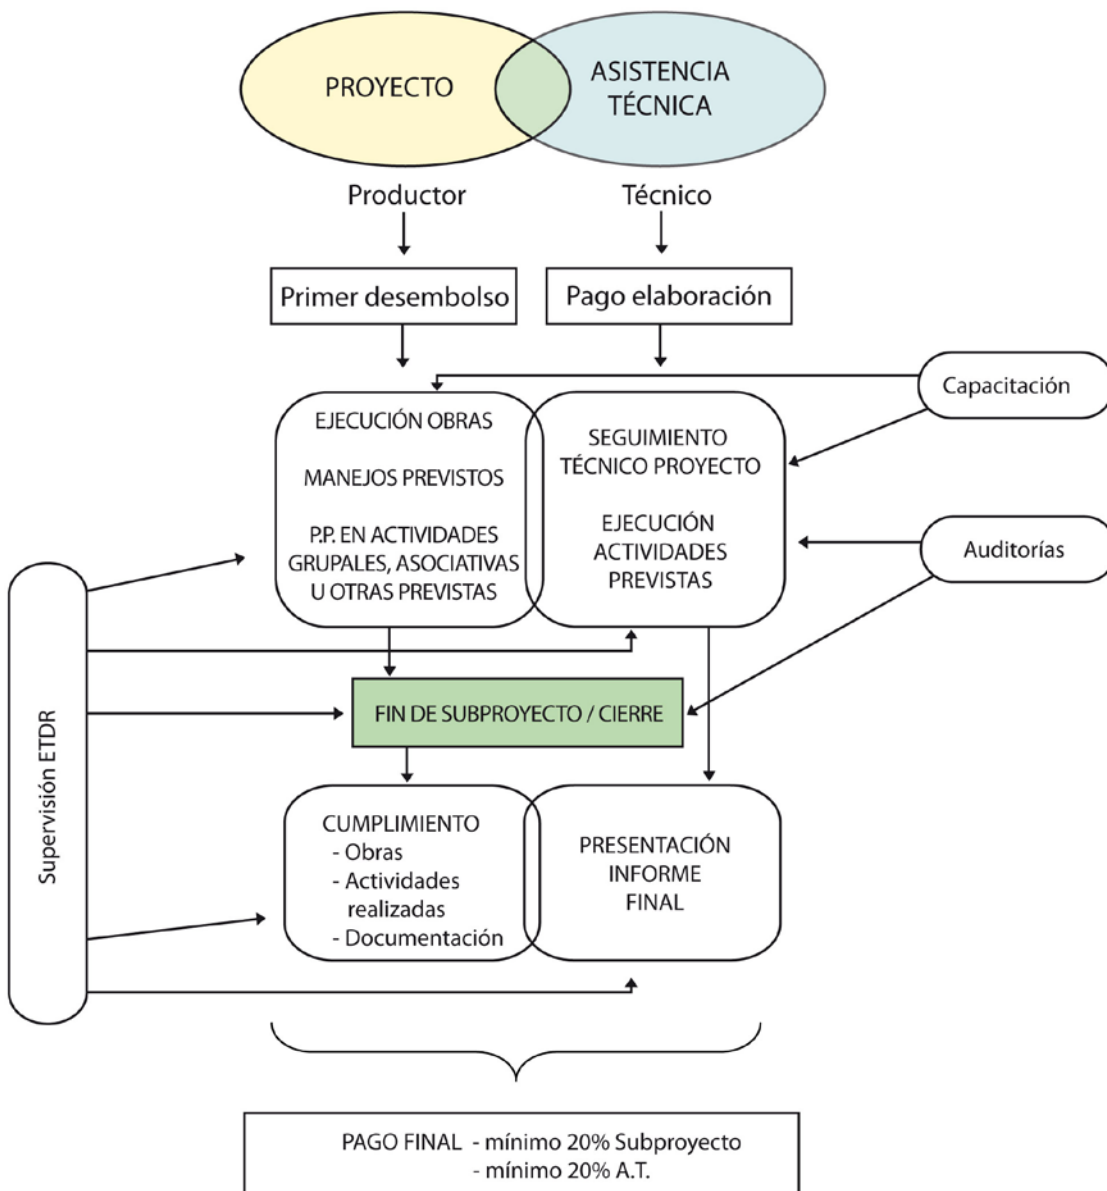 PROYECTO
ASISTENCIA
TÉCNICA
Productor
Técnico
Primer desembolso
Pago elaboración
Capacitación
EJECUCIÓN OBRAS
MANEJOS PREVISTOS
P.P. EN ACTIVIDADES
GRUPALES, ASOCIATIVAS
U OTRAS PREVISTAS
SEGUIMIENTO
TÉCNICO PROYECTO
EJECUCIÓN
ACTIVIDADES
PREVISTAS
Auditorías
Supervisión ETDR
FIN DE SUBPROYECTO / CIERRE
CUMPLIMIENTO
- Obras
- Actividades
realizadas
- Documentación
PRESENTACIÓN
INFORME
FINAL
PAGO FINAL - mínimo 20% Subproyecto
- mínimo 20% A.T.